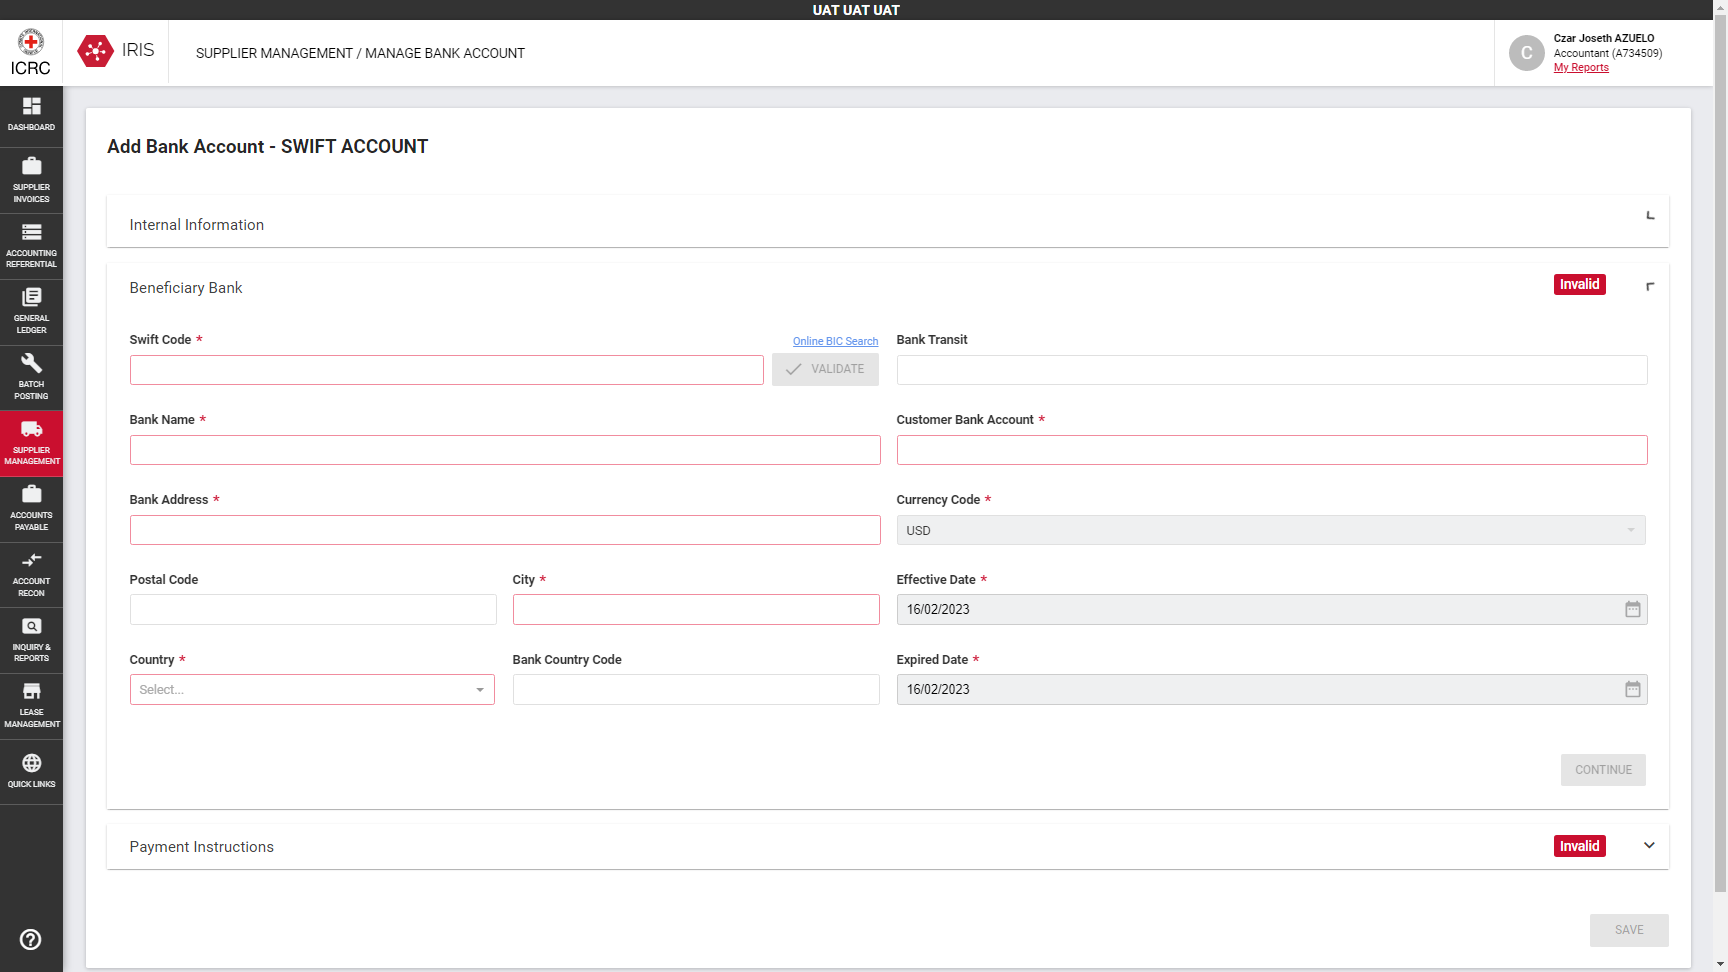 UAT UAT UAT
ICRC
IRIS
SUPPLIER MANAGEMENT / MANAGE BANK ACCOUNT
C
Czar Joseth AZUELO
Accountant (A734509)
My Reports
DASHBOARD
SUPPLIER
INVOICES
ACCOUNTING
REFERENTIAL
GENERAL
LEDGER
BATCH
POSTING
SUPPLIER
MANAGEMENT
ACCOUNTS
PAYABLE
ACCOUNT
RECON
INQUIRY &
REPORTS
LEASE
MANAGEMENT
QUICK LINKS
Add Bank Account - SWIFT ACCOUNT
Internal Information
Beneficiary Bank
Invalid
Swift Code *
Online BIC Search
VALIDATE
Bank Transit
Bank Name *
Customer Bank Account *
Bank Address *
Currency Code *
USD
Postal Code
City *
Effective Date *
16/02/2023
Country *
Select...
Bank Country Code
Expired Date *
16/02/2023
CONTINUE
Payment Instructions
Invalid
SAVE